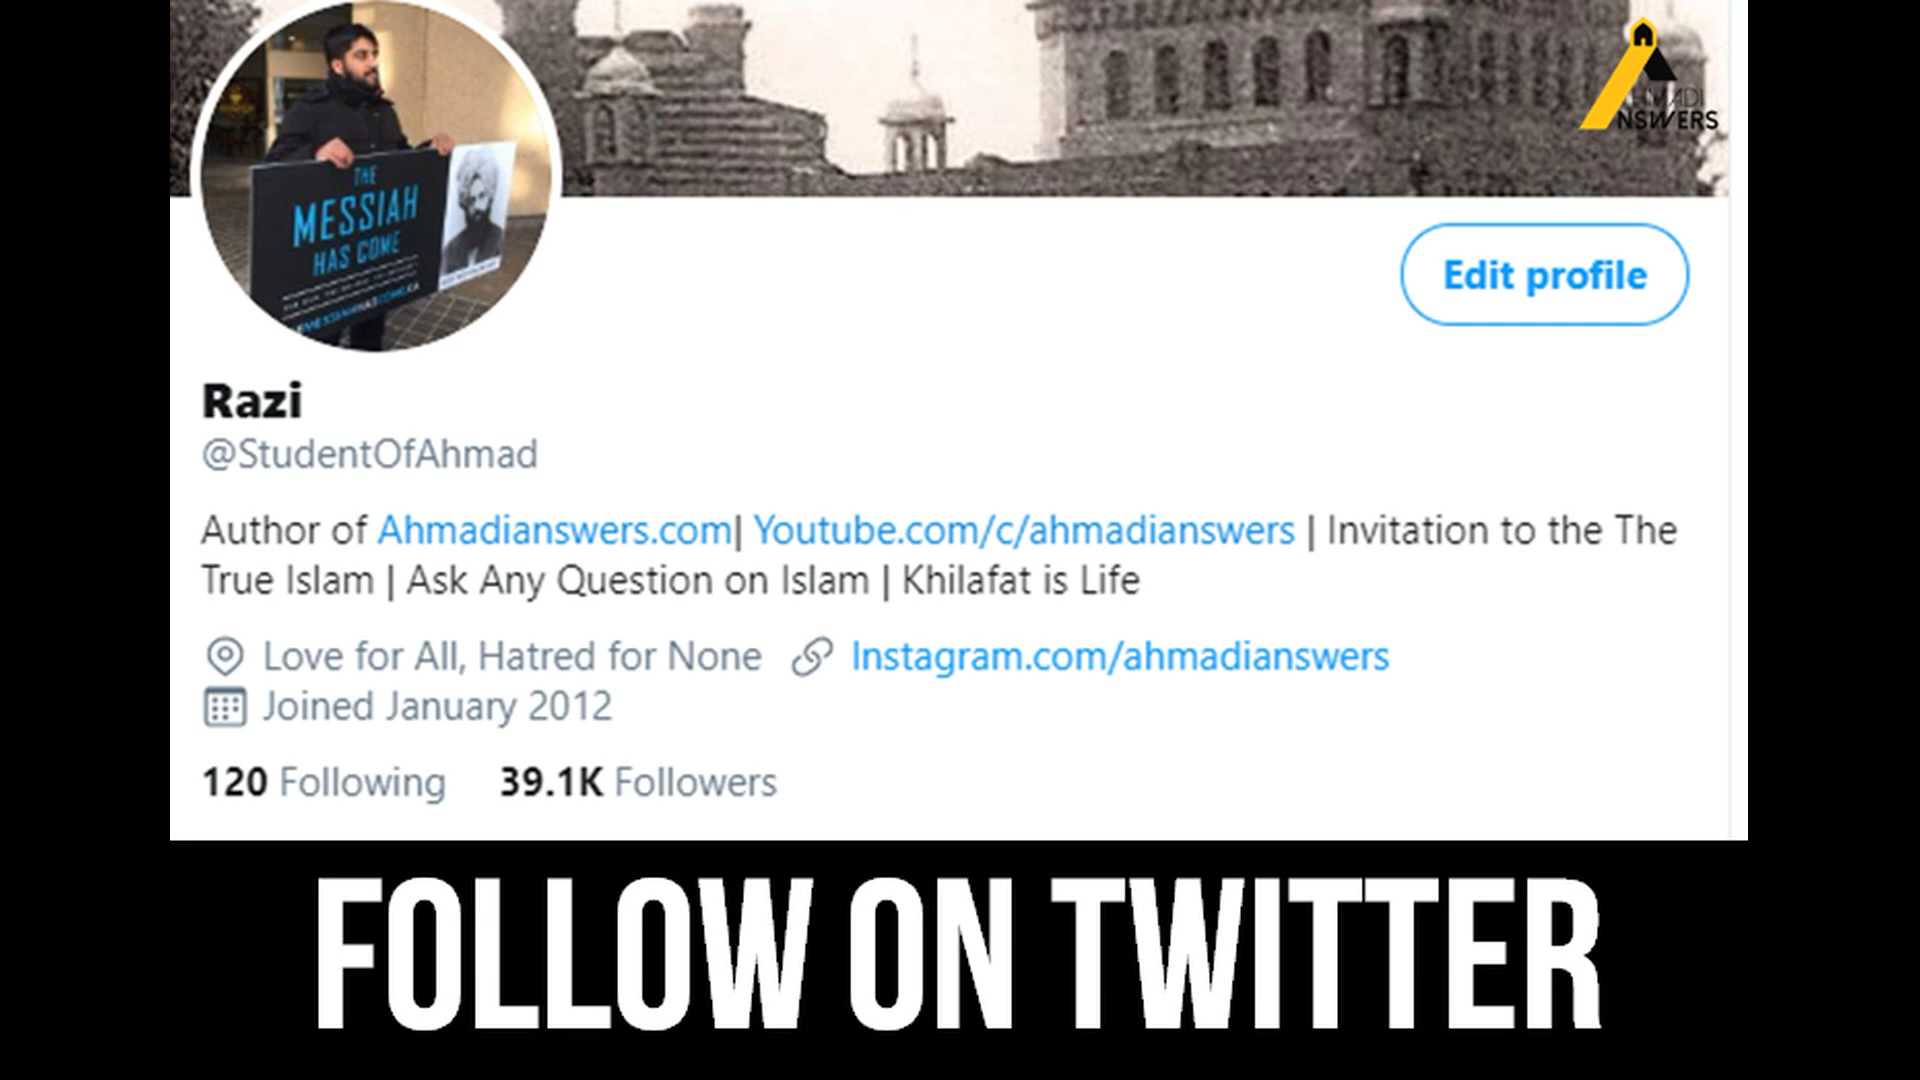 AHMADI
ANSWERS
THE
MESSIAH
HAS COME
Edit profile
Razi
@StudentOfAhmad
Author of Ahmadianswers.com| Youtube.com/c/ahmadianswers | Invitation to the The
True Islam | Ask Any Question on Islam | Khilafat is Life
Love for All, Hatred for None Instagram.com/ahmadianswers
Joined January 2012
120 Following 39.1K Followers
FOLLOW ON TWITTER